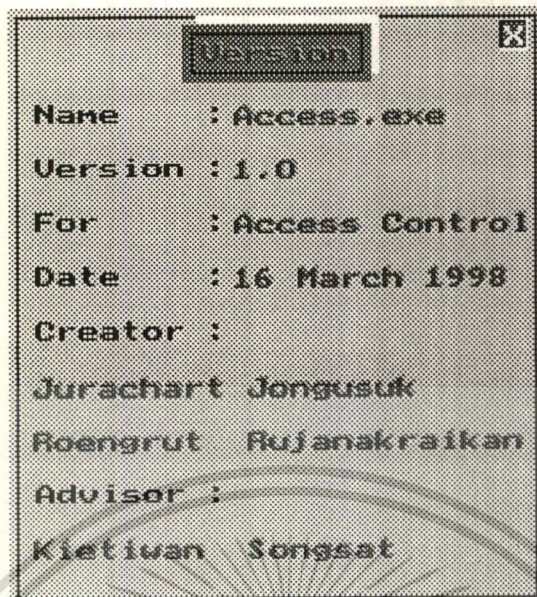 Version
X
Name : Access.exe
Version : 1.0
For : Access Control
Date : 16 March 1998
Creator :
Jurachart Jongusuk
Roengrut Rujanakraikan
Advisor :
Kietiwan Songsat